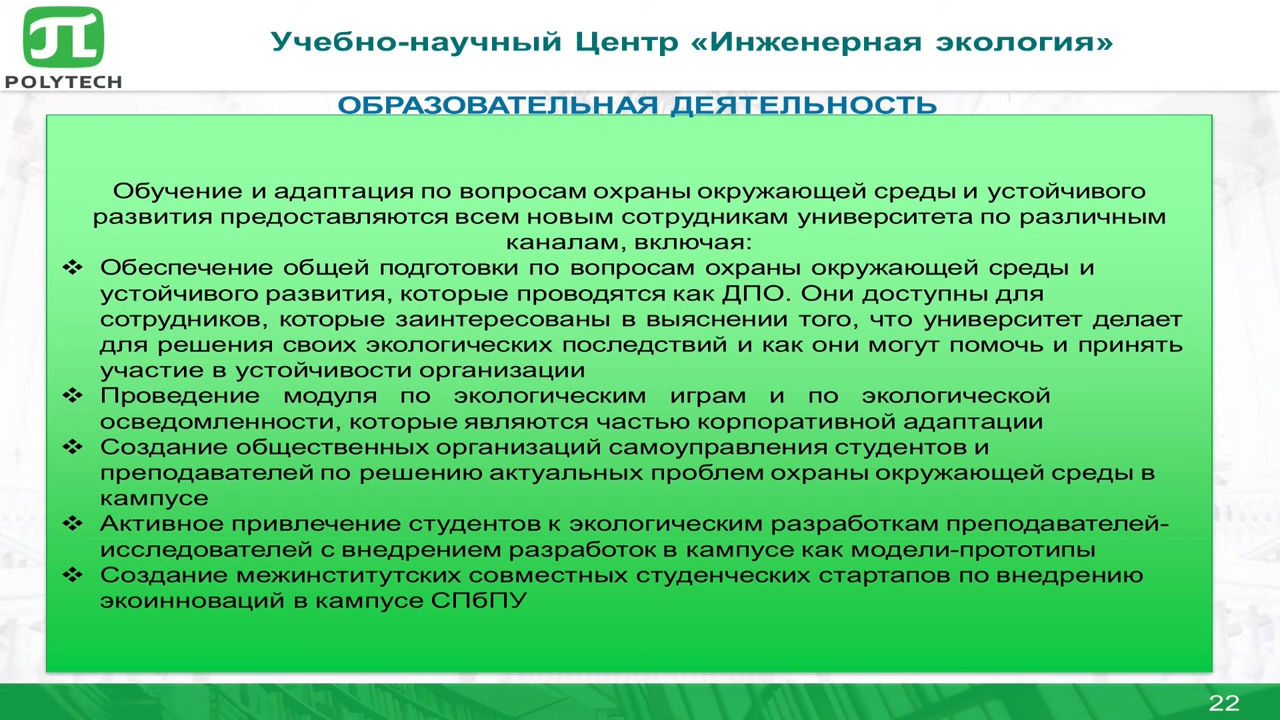 POLYTECH
Учебно-научный Центр «Инженерная экология»
ОБРАЗОВАТЕЛЬНАЯ ДЕЯТЕЛЬНОСТЬ
Обучение и адаптация по вопросам охраны окружающей среды и устойчивого
развития предоставляются всем новым сотрудникам университета по различным
каналам, включая:
❖ Обеспечение общей подготовки по вопросам охраны окружающей среды и
устойчивого развития, которые проводятся как ДПО. Они доступны для
сотрудников, которые заинтересованы в выяснении того, что университет делает
для решения своих экологических последствий и как они могут помочь и принять
участие в устойчивости организации
❖ Проведение модуля по экологическим играм и по экологической
осведомленности, которые являются частью корпоративной адаптации
❖ Создание общественных организаций самоуправления студентов и
преподавателей по решению актуальных проблем охраны окружающей среды в
кампусе
❖ Активное привлечение студентов к экологическим разработкам преподавателей-
исследователей с внедрением разработок в кампусе как модели-прототипы
❖ Создание межинститутских совместных студенческих стартапов по внедрению
экоинноваций в кампусе СПбПУ
22